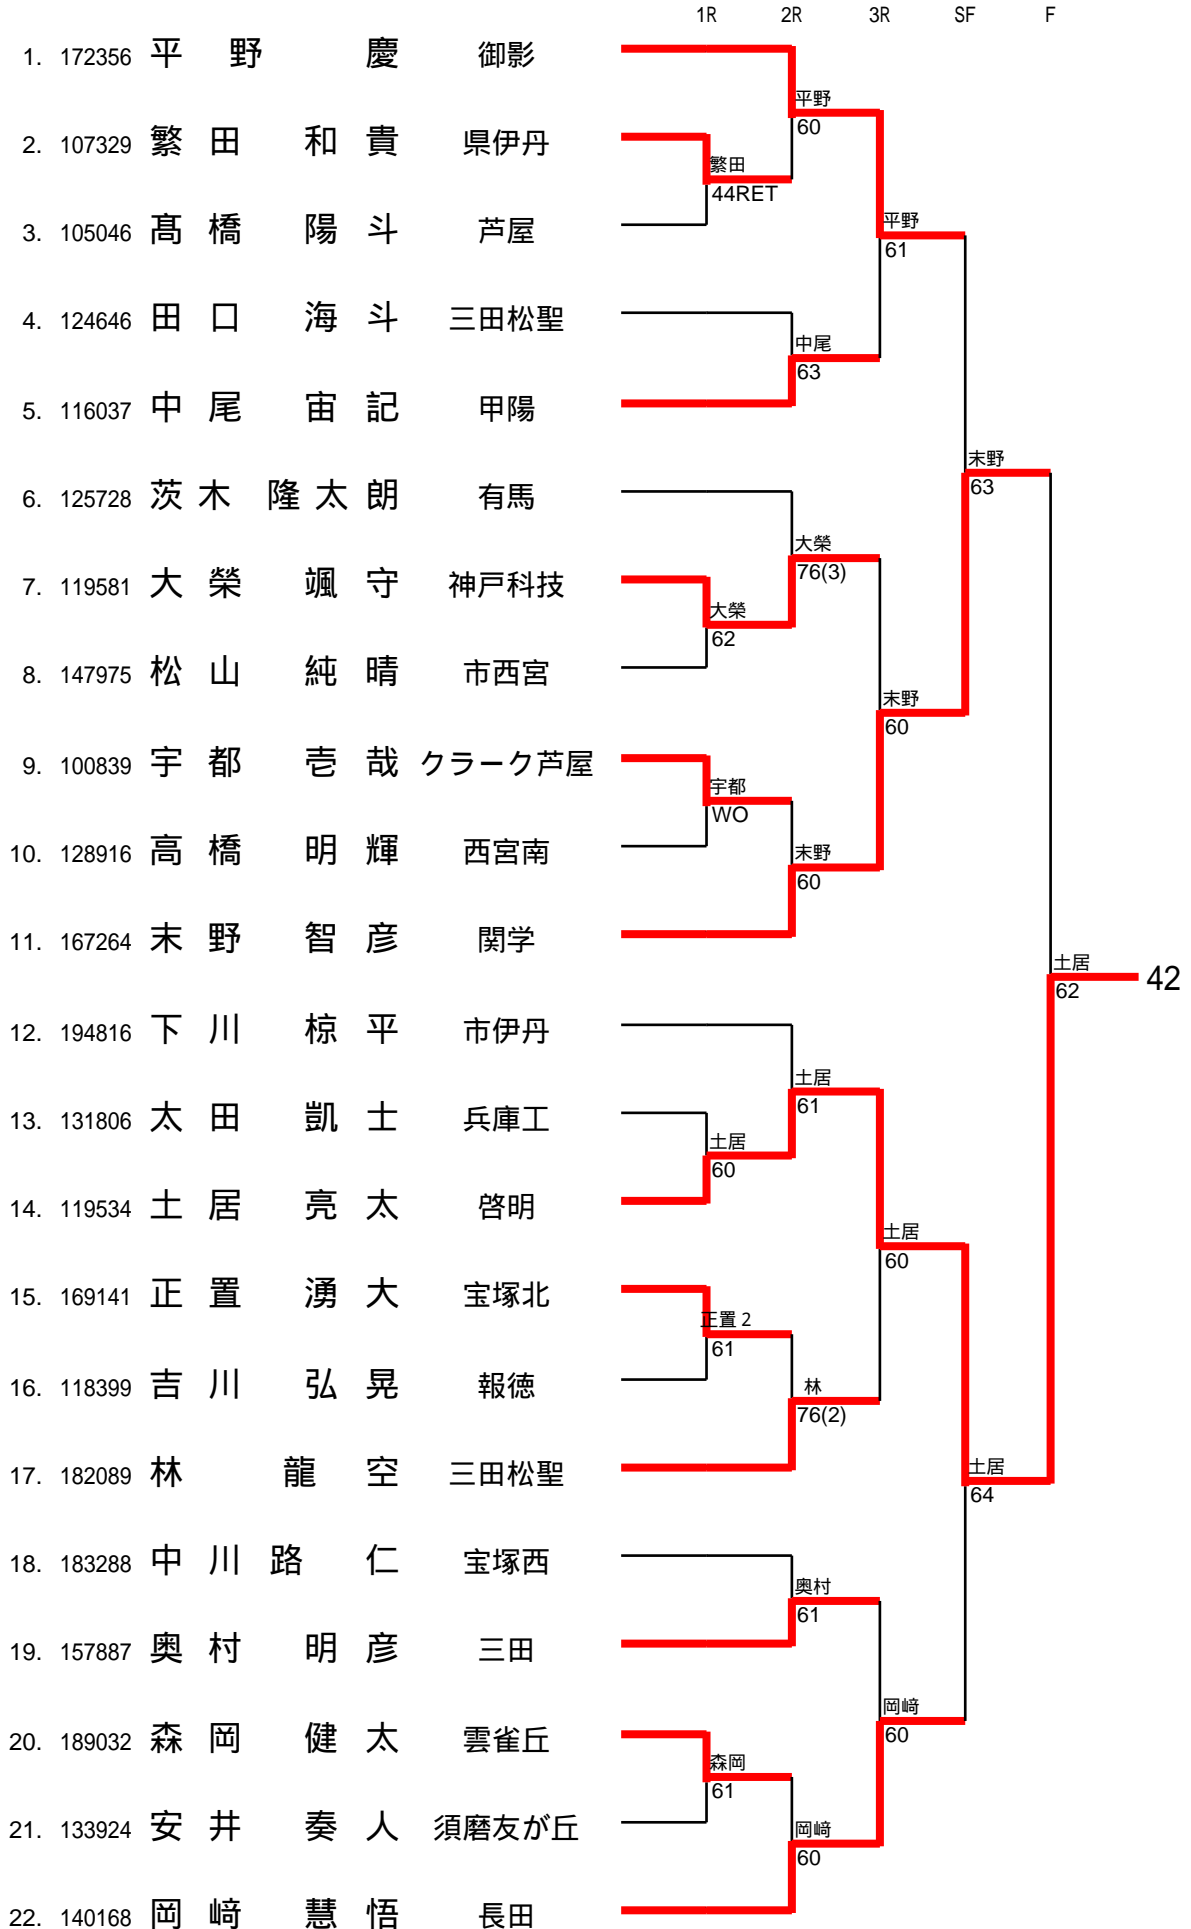 1R 2R 3R SF F
1. 172356 平野 慶 御影
平野
60
2. 107329 繁田 和貴 県伊丹
繁田
44RET
3. 105046 髙橋 陽斗 芦屋
平野
61
4. 124646 田口 海斗 三田松聖
中尾
63
5. 116037 中尾 宙記 甲陽
末野
63
6. 125728 茨木 隆太朗 有馬
大榮
76(3)
7. 119581 大榮 颯守 神戸科技
大榮
62
8. 147975 松山 純晴 市西宮
末野
60
9. 100839 宇都 壱哉 クラーク芦屋
宇都
WO
10. 128916 高橋 明輝 西宮南
末野
60
11. 167264 末野 智彦 関学
土居
62
42
12. 194816 下川 椋平 市伊丹
土居
61
13. 131806 太田 凱士 兵庫工
土居
60
14. 119534 土居 亮太 啓明
土居
60
15. 169141 正置 湧大 宝塚北
正置2
61
16. 118399 吉川 弘晃 報徳
林
76(2)
17. 182089 林 龍空 三田松聖
土居
64
18. 183288 中川路 仁 宝塚西
奥村
61
19. 157887 奥村 明彦 三田
岡﨑
60
20. 189032 森岡 健太 雲雀丘
森岡
61
21. 133924 安井 奏人 須磨友が丘
岡﨑
60
22. 140168 岡﨑 慧悟 長田